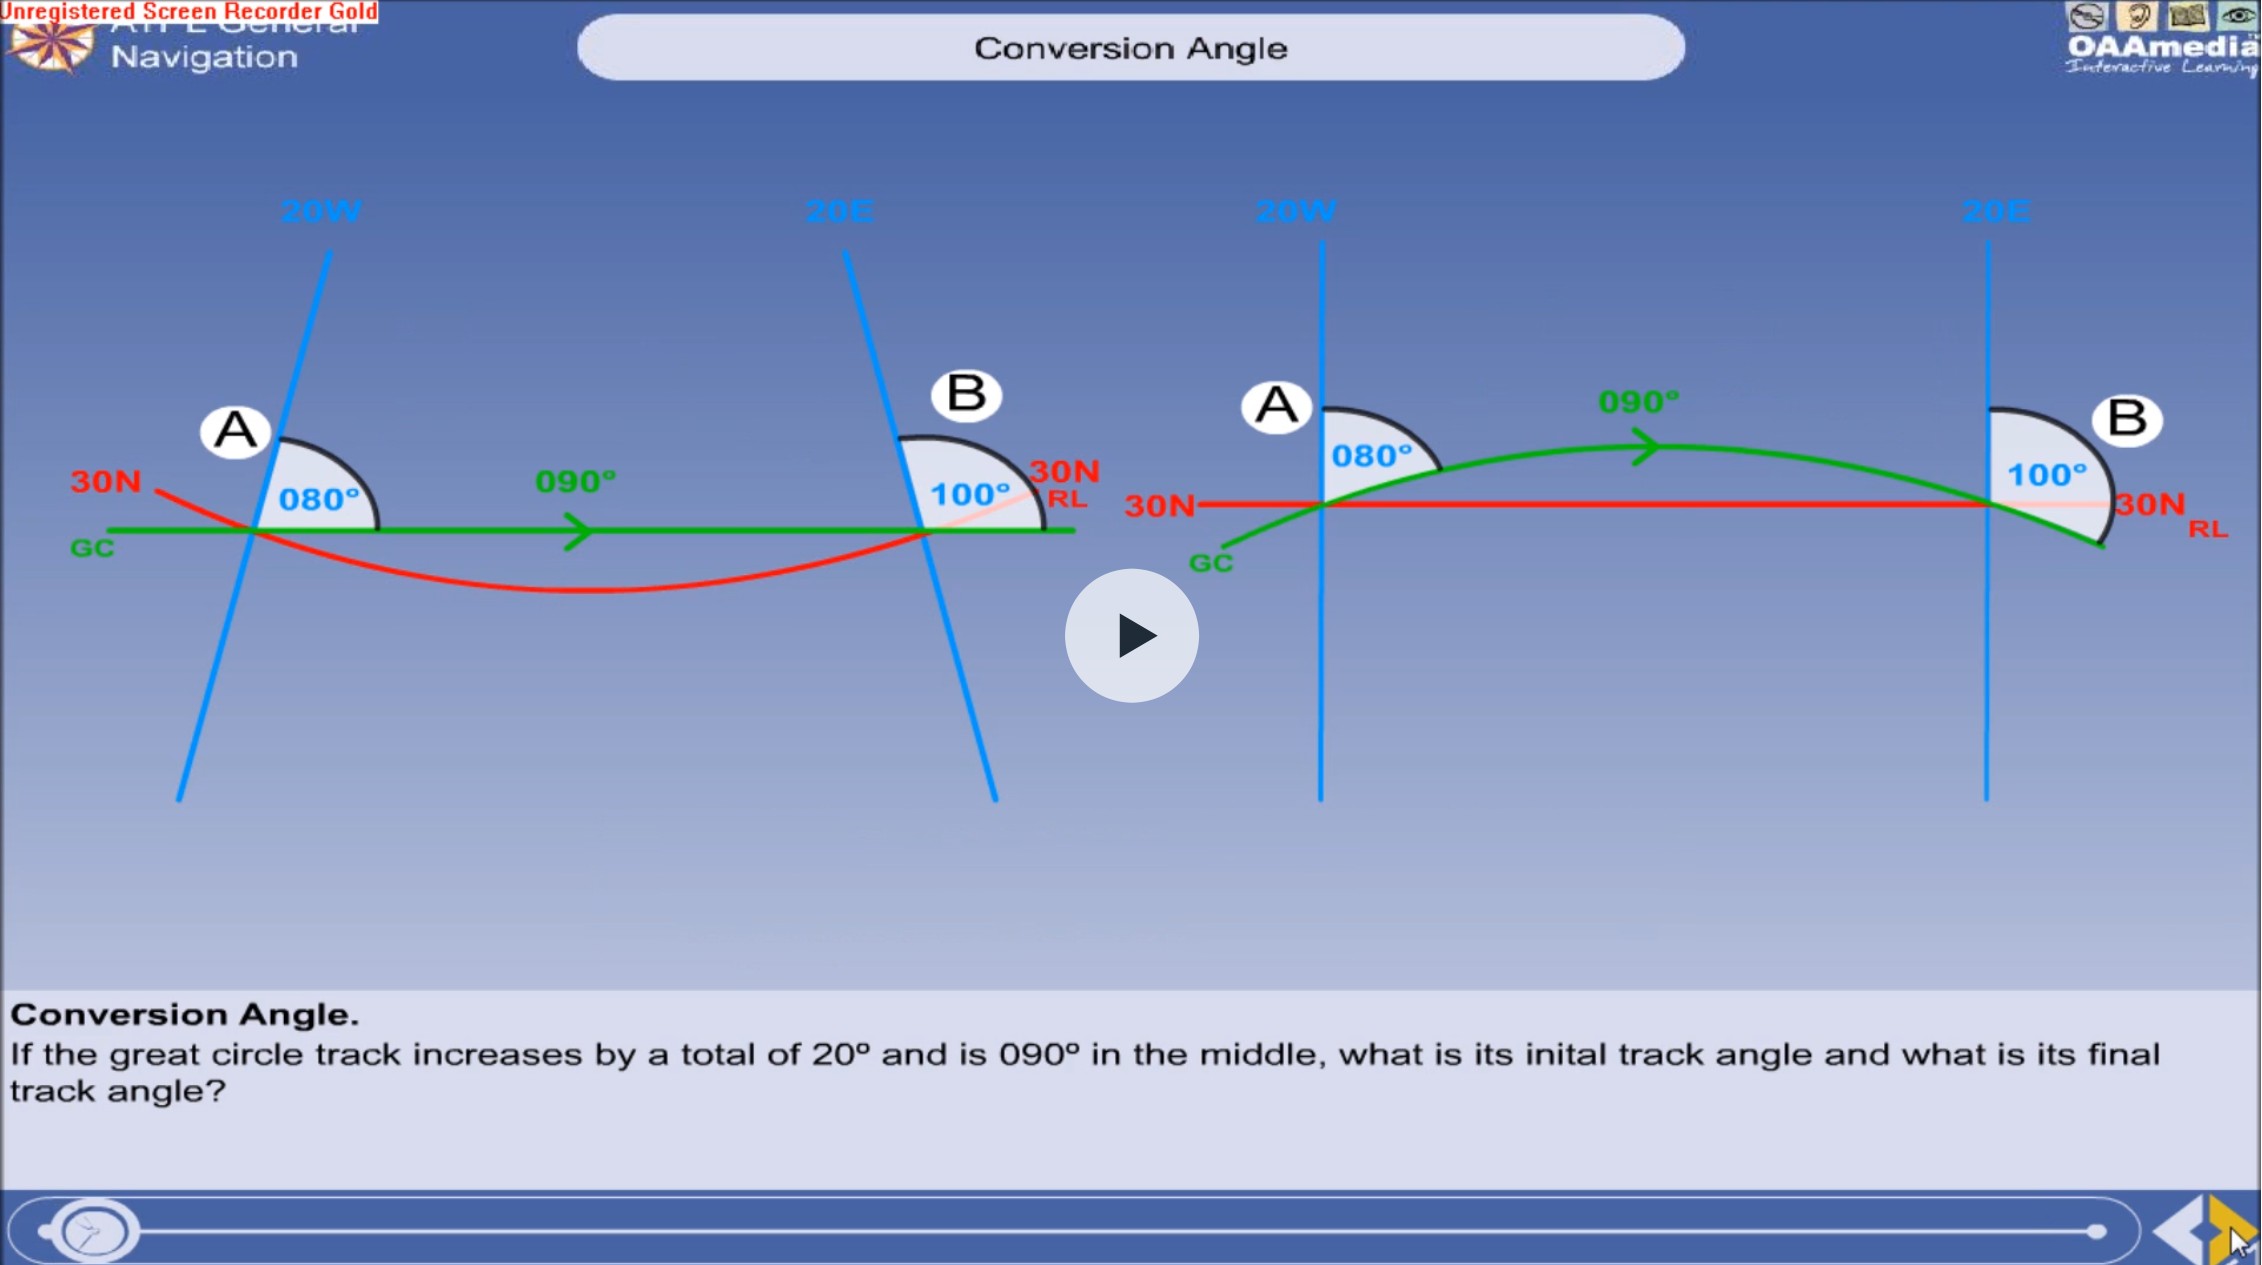 Unregistered Screen Recorder Gold
ATPL General
Navigation
Conversion Angle
OAAmedia
Interactive Learning
20W
20E
20W
20E
A
B
A
B
30N
080°
090°
100°
30N
RL
GC
30N
080°
090°
100°
30N
RL
GC
Conversion Angle.
If the great circle track increases by a total of 20º and is 090º in the middle, what is its inital track angle and what is its final
track angle?